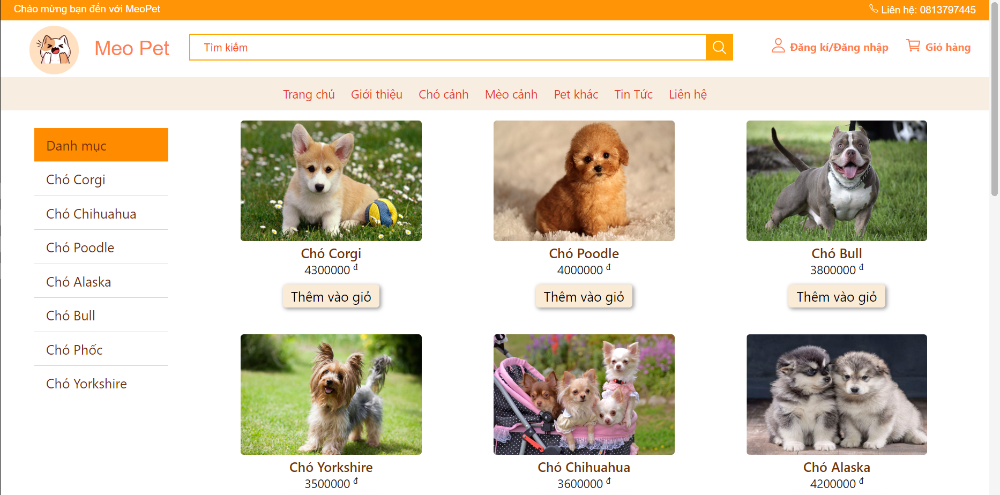 Chào mừng bạn đến với MeoPet
Liên hệ: 0813797445
Meo Pet
Tìm kiếm
Đăng kí/Đăng nhập
Giỏ hàng
Trang chủ Giới thiệu Chó cảnh Mèo cảnh Pet khác Tin Tức Liên hệ
Danh mục
Chó Corgi
Chó Chihuahua
Chó Poodle
Chó Alaska
Chó Bull
Chó Phốc
Chó Yorkshire
Chó Corgi
4300000 đ
Thêm vào giỏ
Chó Poodle
4000000 đ
Thêm vào giỏ
Chó Bull
3800000 đ
Thêm vào giỏ
Chó Yorkshire
3500000 đ
Chó Chihuahua
3600000 đ
Chó Alaska
4200000 đ